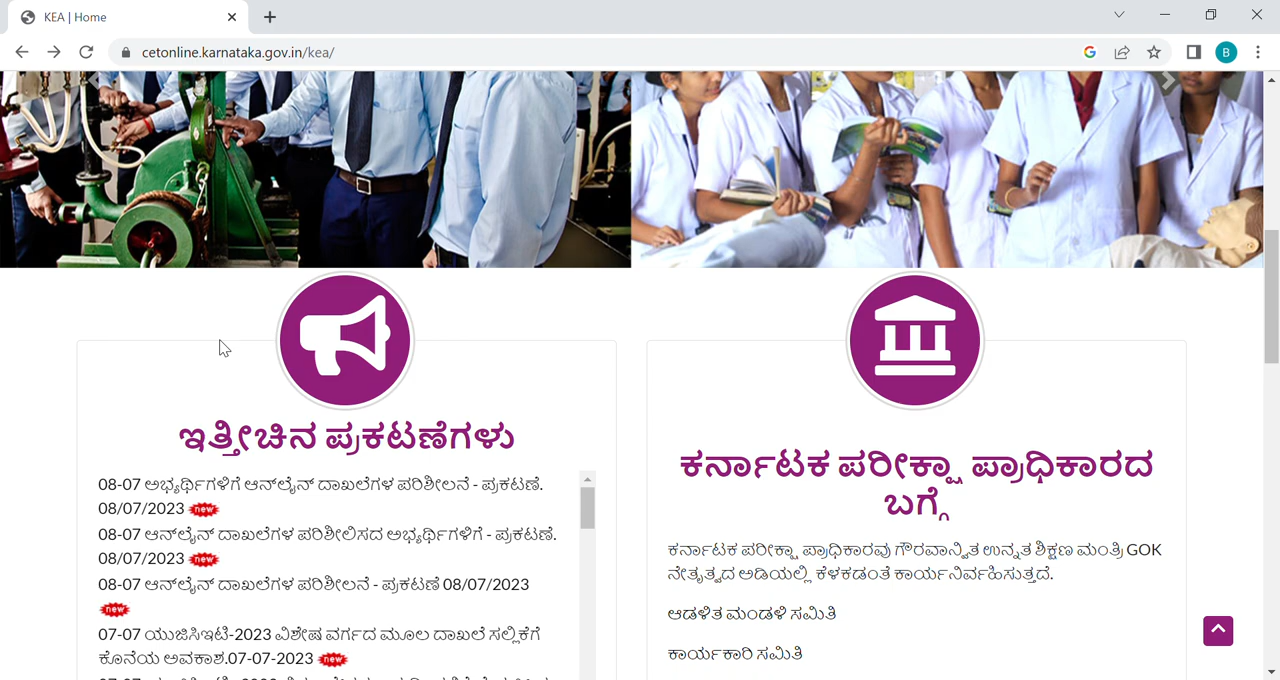 KEA | Home
cetonline.karnataka.gov.in/kea/
B
ಇತ್ತೀಚಿನ ಪ್ರಕಟಣೆಗಳು
08-07 ಅಭ್ಯರ್ಥಿಗಳಿಗೆ ಆನ್‌ಲೈನ್ ದಾಖಲೆಗಳ ಪರಿಶೀಲನೆ - ಪ್ರಕಟಣೆ.
08/07/2023 new
08-07 ಆನ್‌ಲೈನ್ ದಾಖಲೆಗಳ ಪರಿಶೀಲಿಸದ ಅಭ್ಯರ್ಥಿಗಳಿಗೆ - ಪ್ರಕಟಣೆ.
08/07/2023 new
08-07 ಆನ್‌ಲೈನ್ ದಾಖಲೆಗಳ ಪರಿಶೀಲನೆ - ಪ್ರಕಟಣೆ 08/07/2023
new
07-07 ಯುಜಿಸಿಇಟಿ-2023 ವಿಶೇಷ ವರ್ಗದ ಮೂಲ ದಾಖಲೆ ಸಲ್ಲಿಕೆಗೆ
ಕೊನೆಯ ಅವಕಾಶ.07-07-2023 new
ಕರ್ನಾಟಕ ಪರೀಕ್ಷಾ ಪ್ರಾಧಿಕಾರದ
ಬಗ್ಗೆ
ಕರ್ನಾಟಕ ಪರೀಕ್ಷಾ ಪ್ರಾಧಿಕಾರವು ಗೌರವಾನ್ವಿತ ಉನ್ನತ ಶಿಕ್ಷಣ ಮಂತ್ರಿ GOK
ನೇತೃತ್ವದ ಅಡಿಯಲ್ಲಿ ಕೆಳಕಡಂತೆ ಕಾರ್ಯನಿರ್ವಹಿಸುತ್ತದೆ.
ಆಡಳಿತ ಮಂಡಳಿ ಸಮಿತಿ
ಕಾರ್ಯಕಾರಿ ಸಮಿತಿ